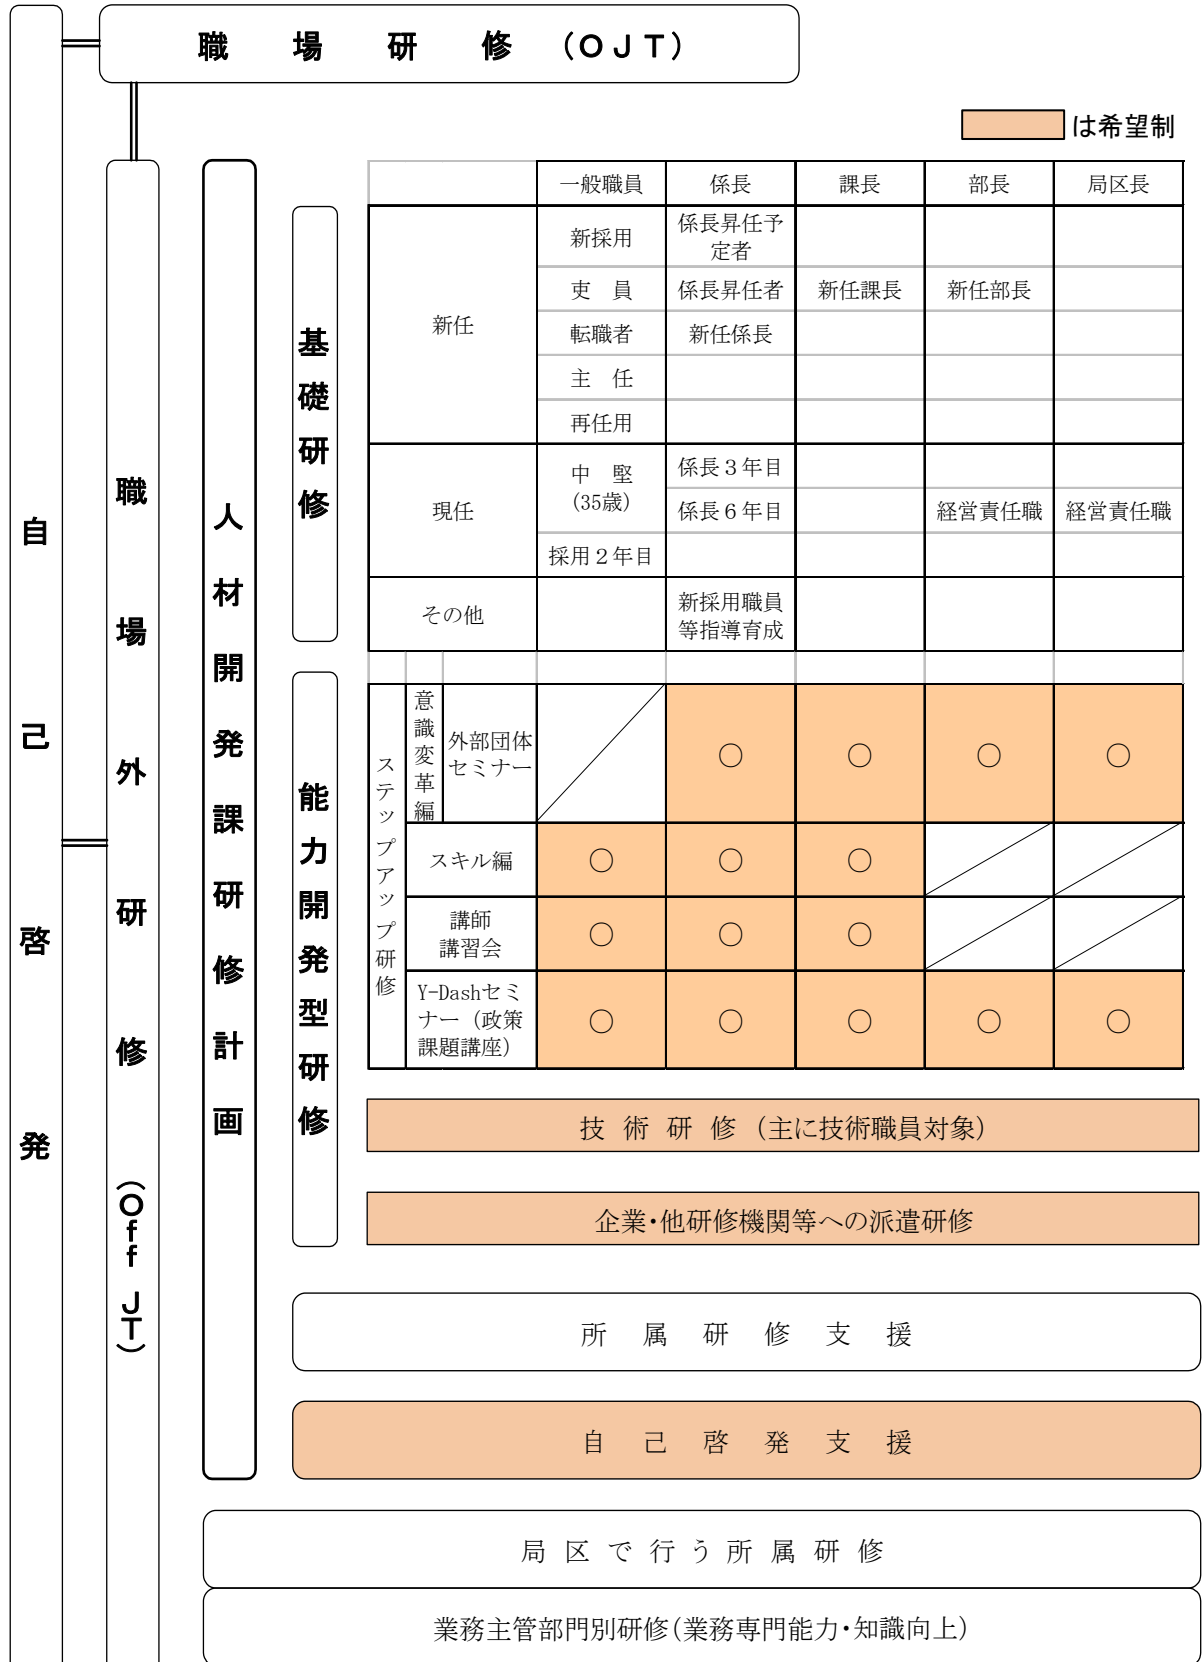 職場研修(OJT)
は希望制
自己啓発
職場外研修(Off JT)
人材開発課研修計画
基礎研修
一般職員 係長 課長 部長 局区長
新任
新採用 係長昇任予定者
吏員 係長昇任者 新任課長 新任部長
転職者 新任係長
主任
再任用
現任
中堅
(35歳)
係長3年目
係長6年目 経営責任職 経営責任職
採用2年目
その他
新採用職員
等指導育成
能力開発型研修
ステップアップ研修
意識変革編
外部団体
セミナー
○ ○ ○ ○
スキル編 ○ ○ ○
講師
講習会
○ ○ ○
Y-Dashセミ
ナー(政策
課題講座)
○ ○ ○ ○ ○
技術研修(主に技術職員対象)
企業・他研修機関等への派遣研修
所属研修支援
自己啓発支援
局区で行う所属研修
業務主管部門別研修(業務専門能力・知識向上)